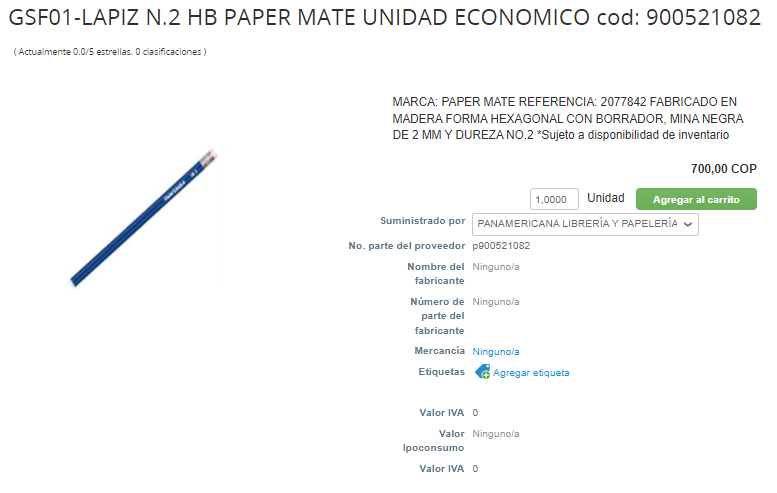 GSF01-LAPIZ N.2 HB PAPER MATE UNIDAD ECONOMICO cod: 900521082
( Actualmente 0.0/5 estrellas. 0 clasificaciones )
MARCA: PAPER MATE REFERENCIA: 2077842 FABRICADO EN
MADERA FORMA HEXAGONAL CON BORRADOR, MINA NEGRA
DE 2 MM Y DUREZA NO.2 *Sujeto a disponibilidad de inventario
700,00 COP
1,0000 Unidad Agregar al carrito
Suministrado por PANAMERICANA LIBRERÍA Y PAPELERÍA
No. parte del proveedor p900521082
Nombre del Ninguno/a
fabricante
Número de Ninguno/a
parte del
fabricante
Mercancía Ninguno/a
Etiquetas Agregar etiqueta
Valor IVA 0
Valor Ninguno/a
Ipoconsumo
Valor IVA 0